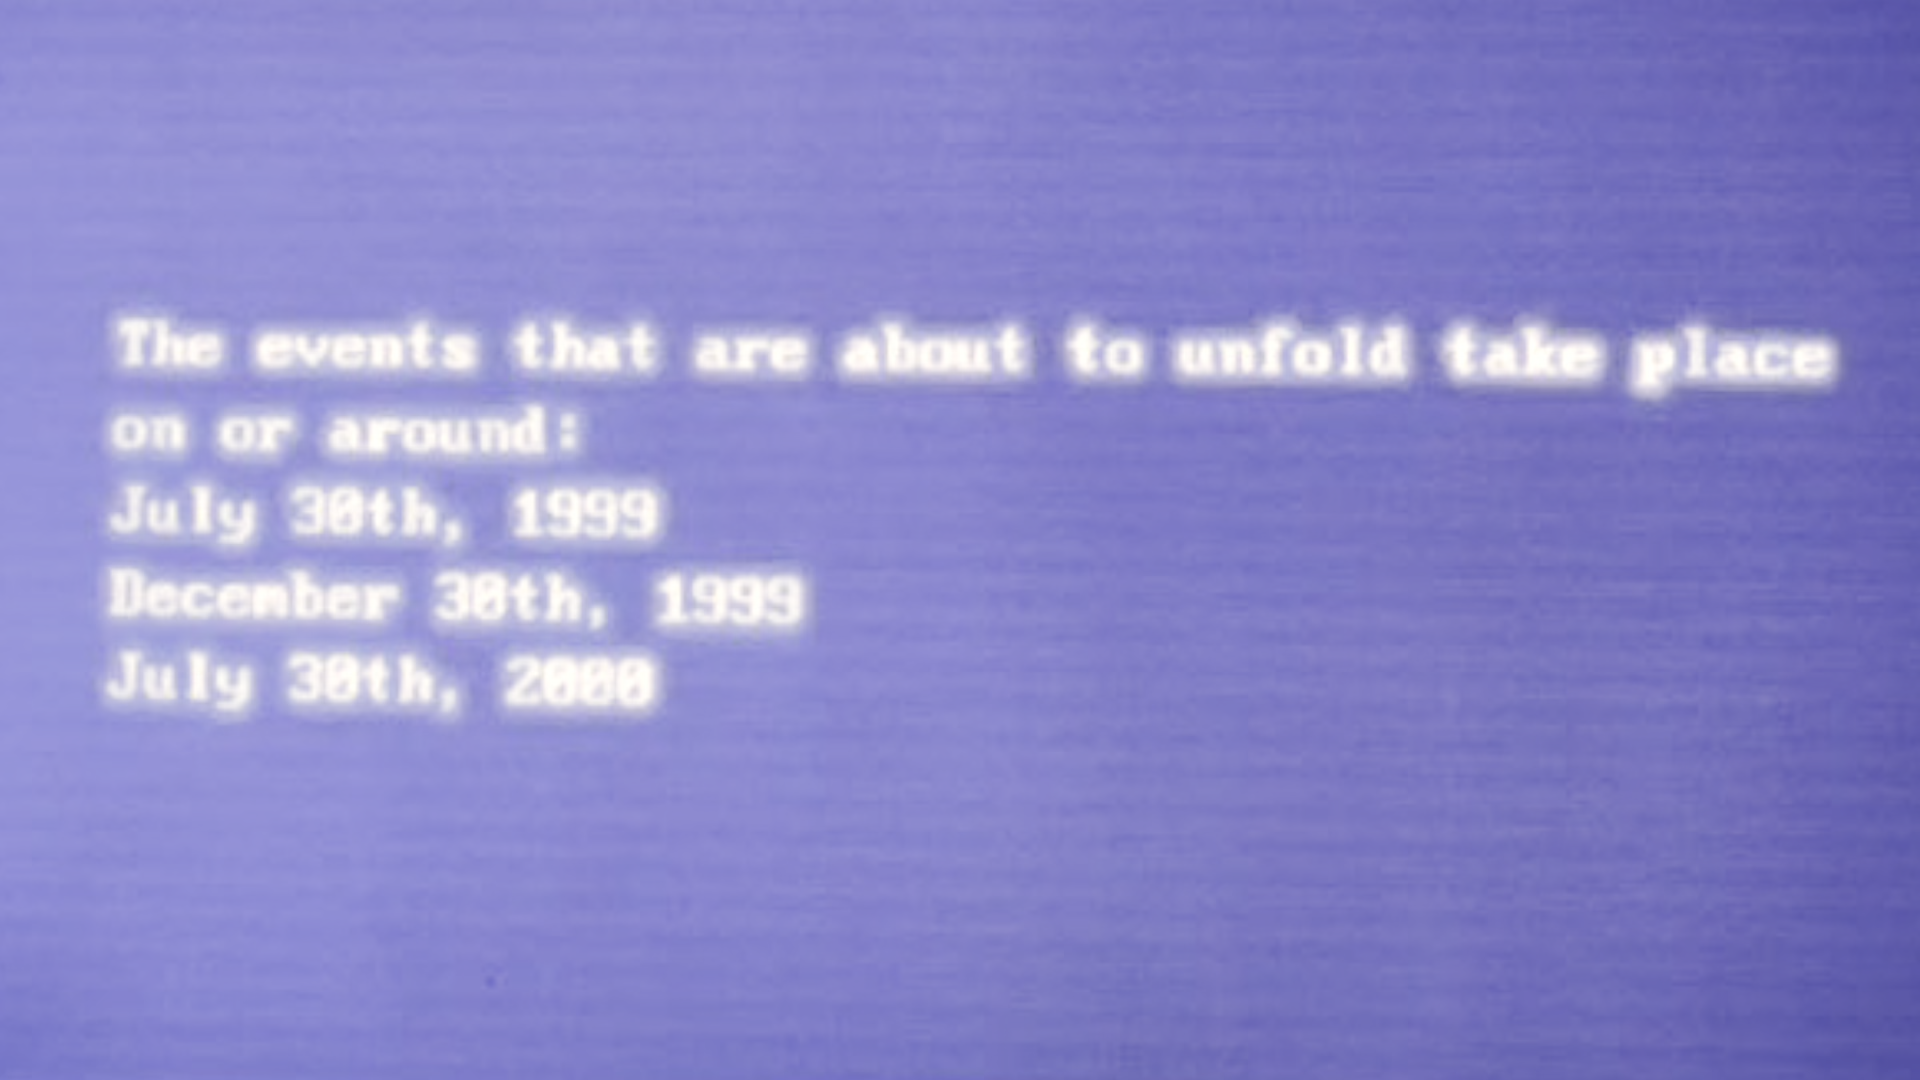 The events that are about to unfold take place
on or around:
July 30th, 1999
December 30th, 1999
July 30th, 2000